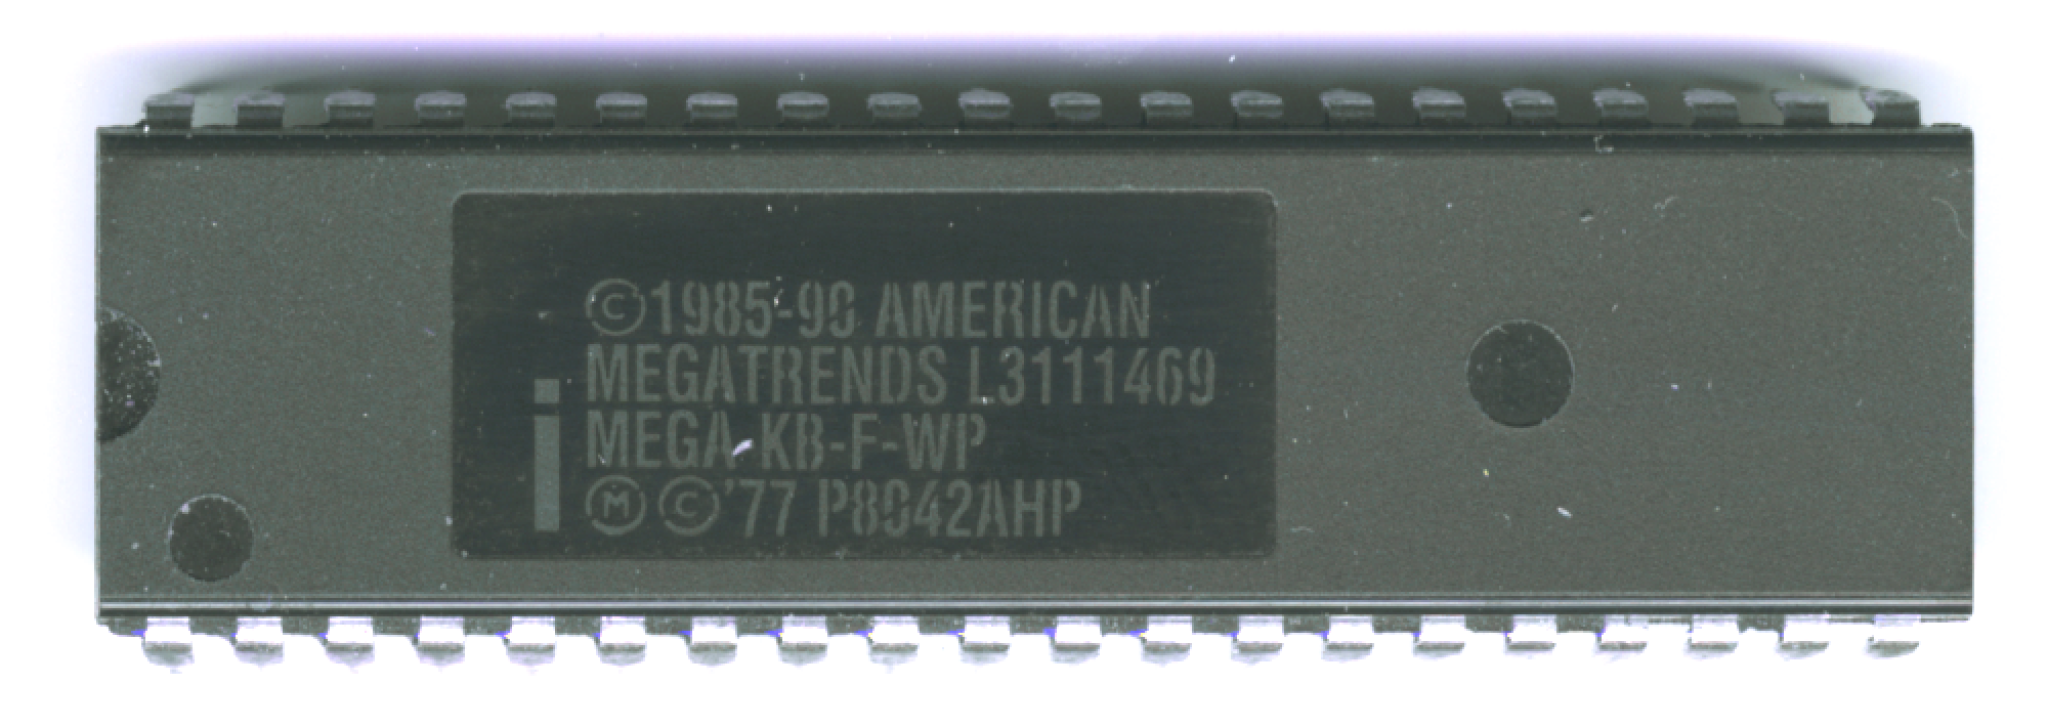 ©1985-90 AMERICAN
MEGATRENDS L3111469
MEGA-KB-F-WP
i Ⓜ ©'77 P8042AHP